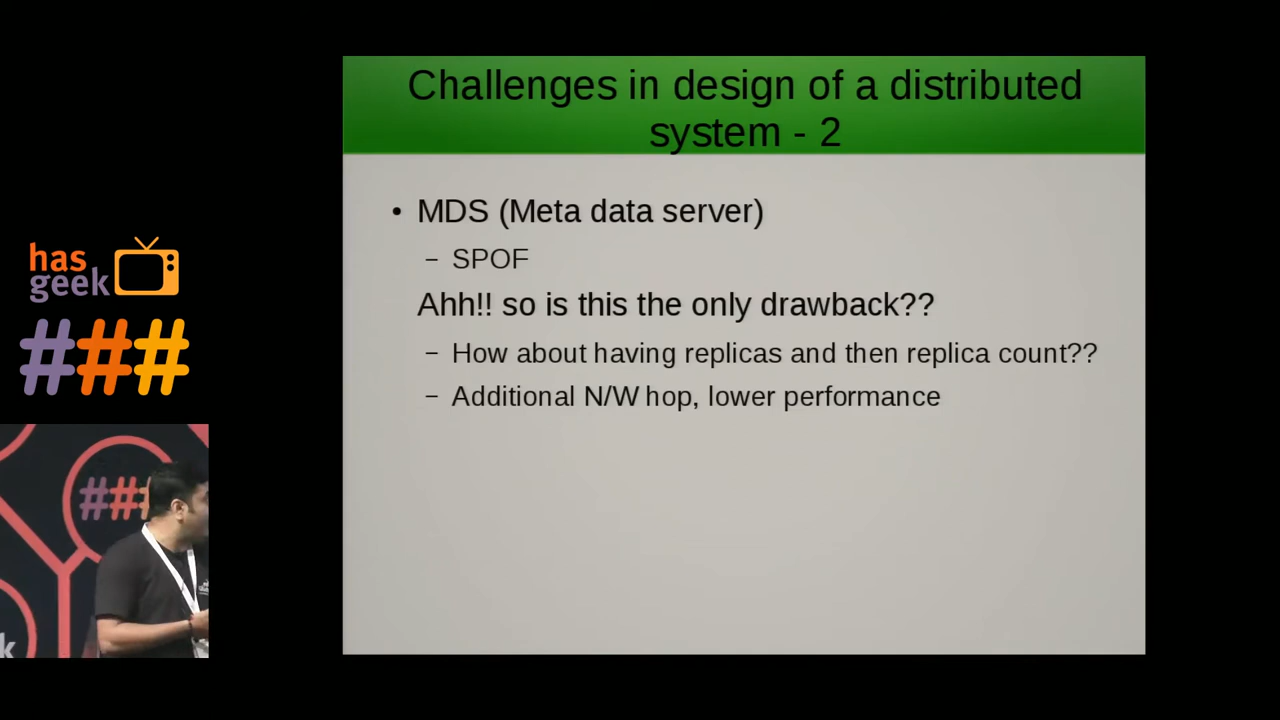 Challenges in design of a distributed
system - 2
• MDS (Meta data server)
– SPOF
Ahh!! so is this the only drawback??
– How about having replicas and then replica count??
– Additional N/W hop, lower performance
has
geek
###
###
k